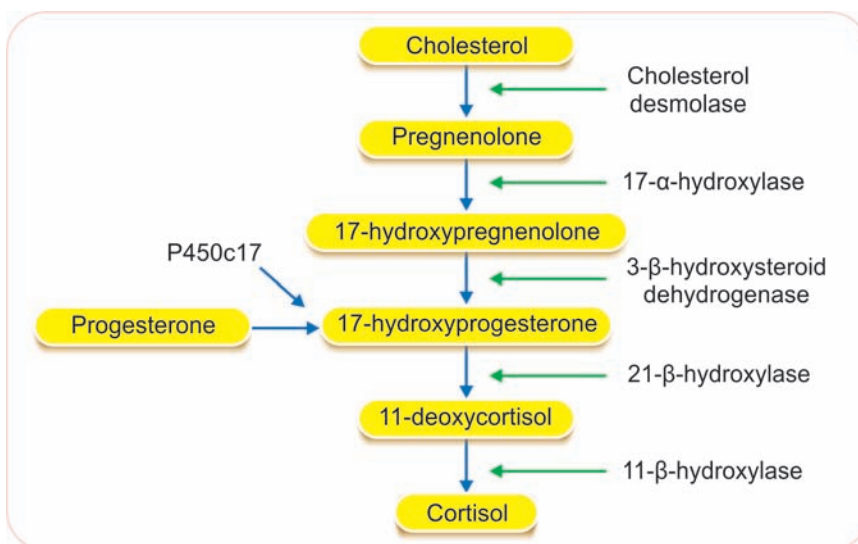 Cholesterol
Cholesterol
desmolase
Pregnenolone
17-α-hydroxylase
17-hydroxypregnenolone
P450c17
3-β-hydroxysteroid
dehydrogenase
Progesterone
17-hydroxyprogesterone
21-β-hydroxylase
11-deoxycortisol
11-β-hydroxylase
Cortisol